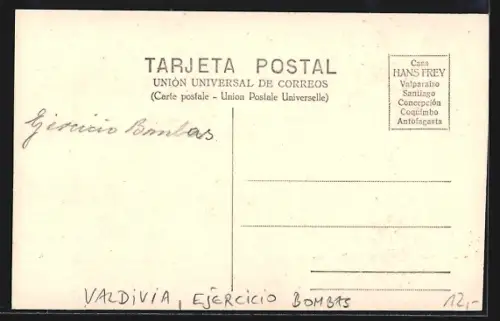 TARJETA POSTAL
UNIÓN UNIVERSAL DE CORREOS
(Carte postale - Union Postale Universelle)
Casa
HANS FREY
Valparaiso
Santiago
Concepción
Coquimbo
Antofagasta
Ejercicio Bombas
VALDIVIA, EJERCICIO BOMBAS
12,-